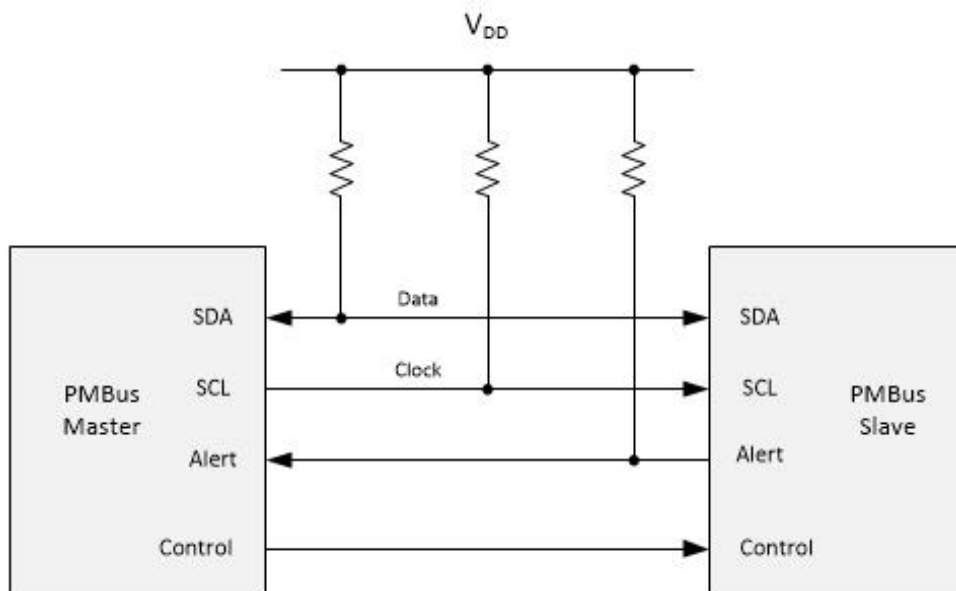 VDD
Data
SDA
SDA
Clock
SCL
SCL
PMBus
Master
PMBus
Slave
Alert
Alert
Control
Control